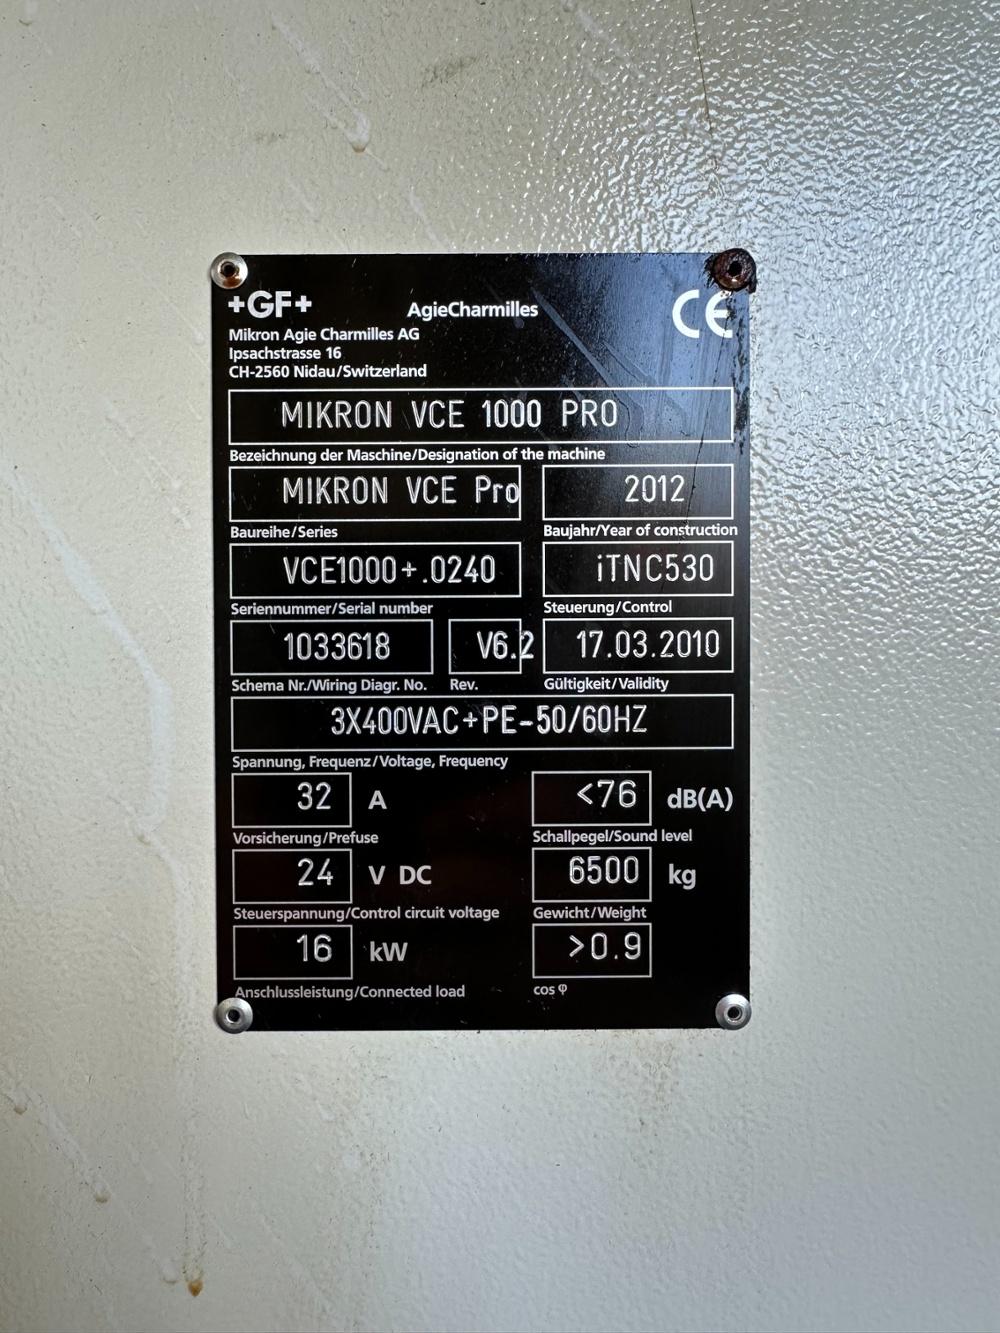 +GF+ AgieCharmilles CE
Mikron Agie Charmilles AG
Ipsachstrasse 16
CH-2560 Nidau/Switzerland
MIKRON VCE 1000 PRO
Bezeichnung der Maschine/Designation of the machine
MIKRON VCE Pro 2012
Baureihe/Series Baujahr/Year of construction
VCE1000+.0240 iTNC530
Seriennummer/Serial number Steuerung/Control
1033618 V6.2 17.03.2010
Schema Nr./Wiring Diagr. No. Rev. Gültigkeit/Validity
3X400VAC+PE-50/60HZ
Spannung, Frequenz/Voltage, Frequency
32 A <76 dB(A)
Vorsicherung/Prefuse Schallpegel/Sound level
24 V DC 6500 kg
Steuerspannung/Control circuit voltage Gewicht/Weight
16 kW >0.9
Anschlussleistung/Connected load cos φ